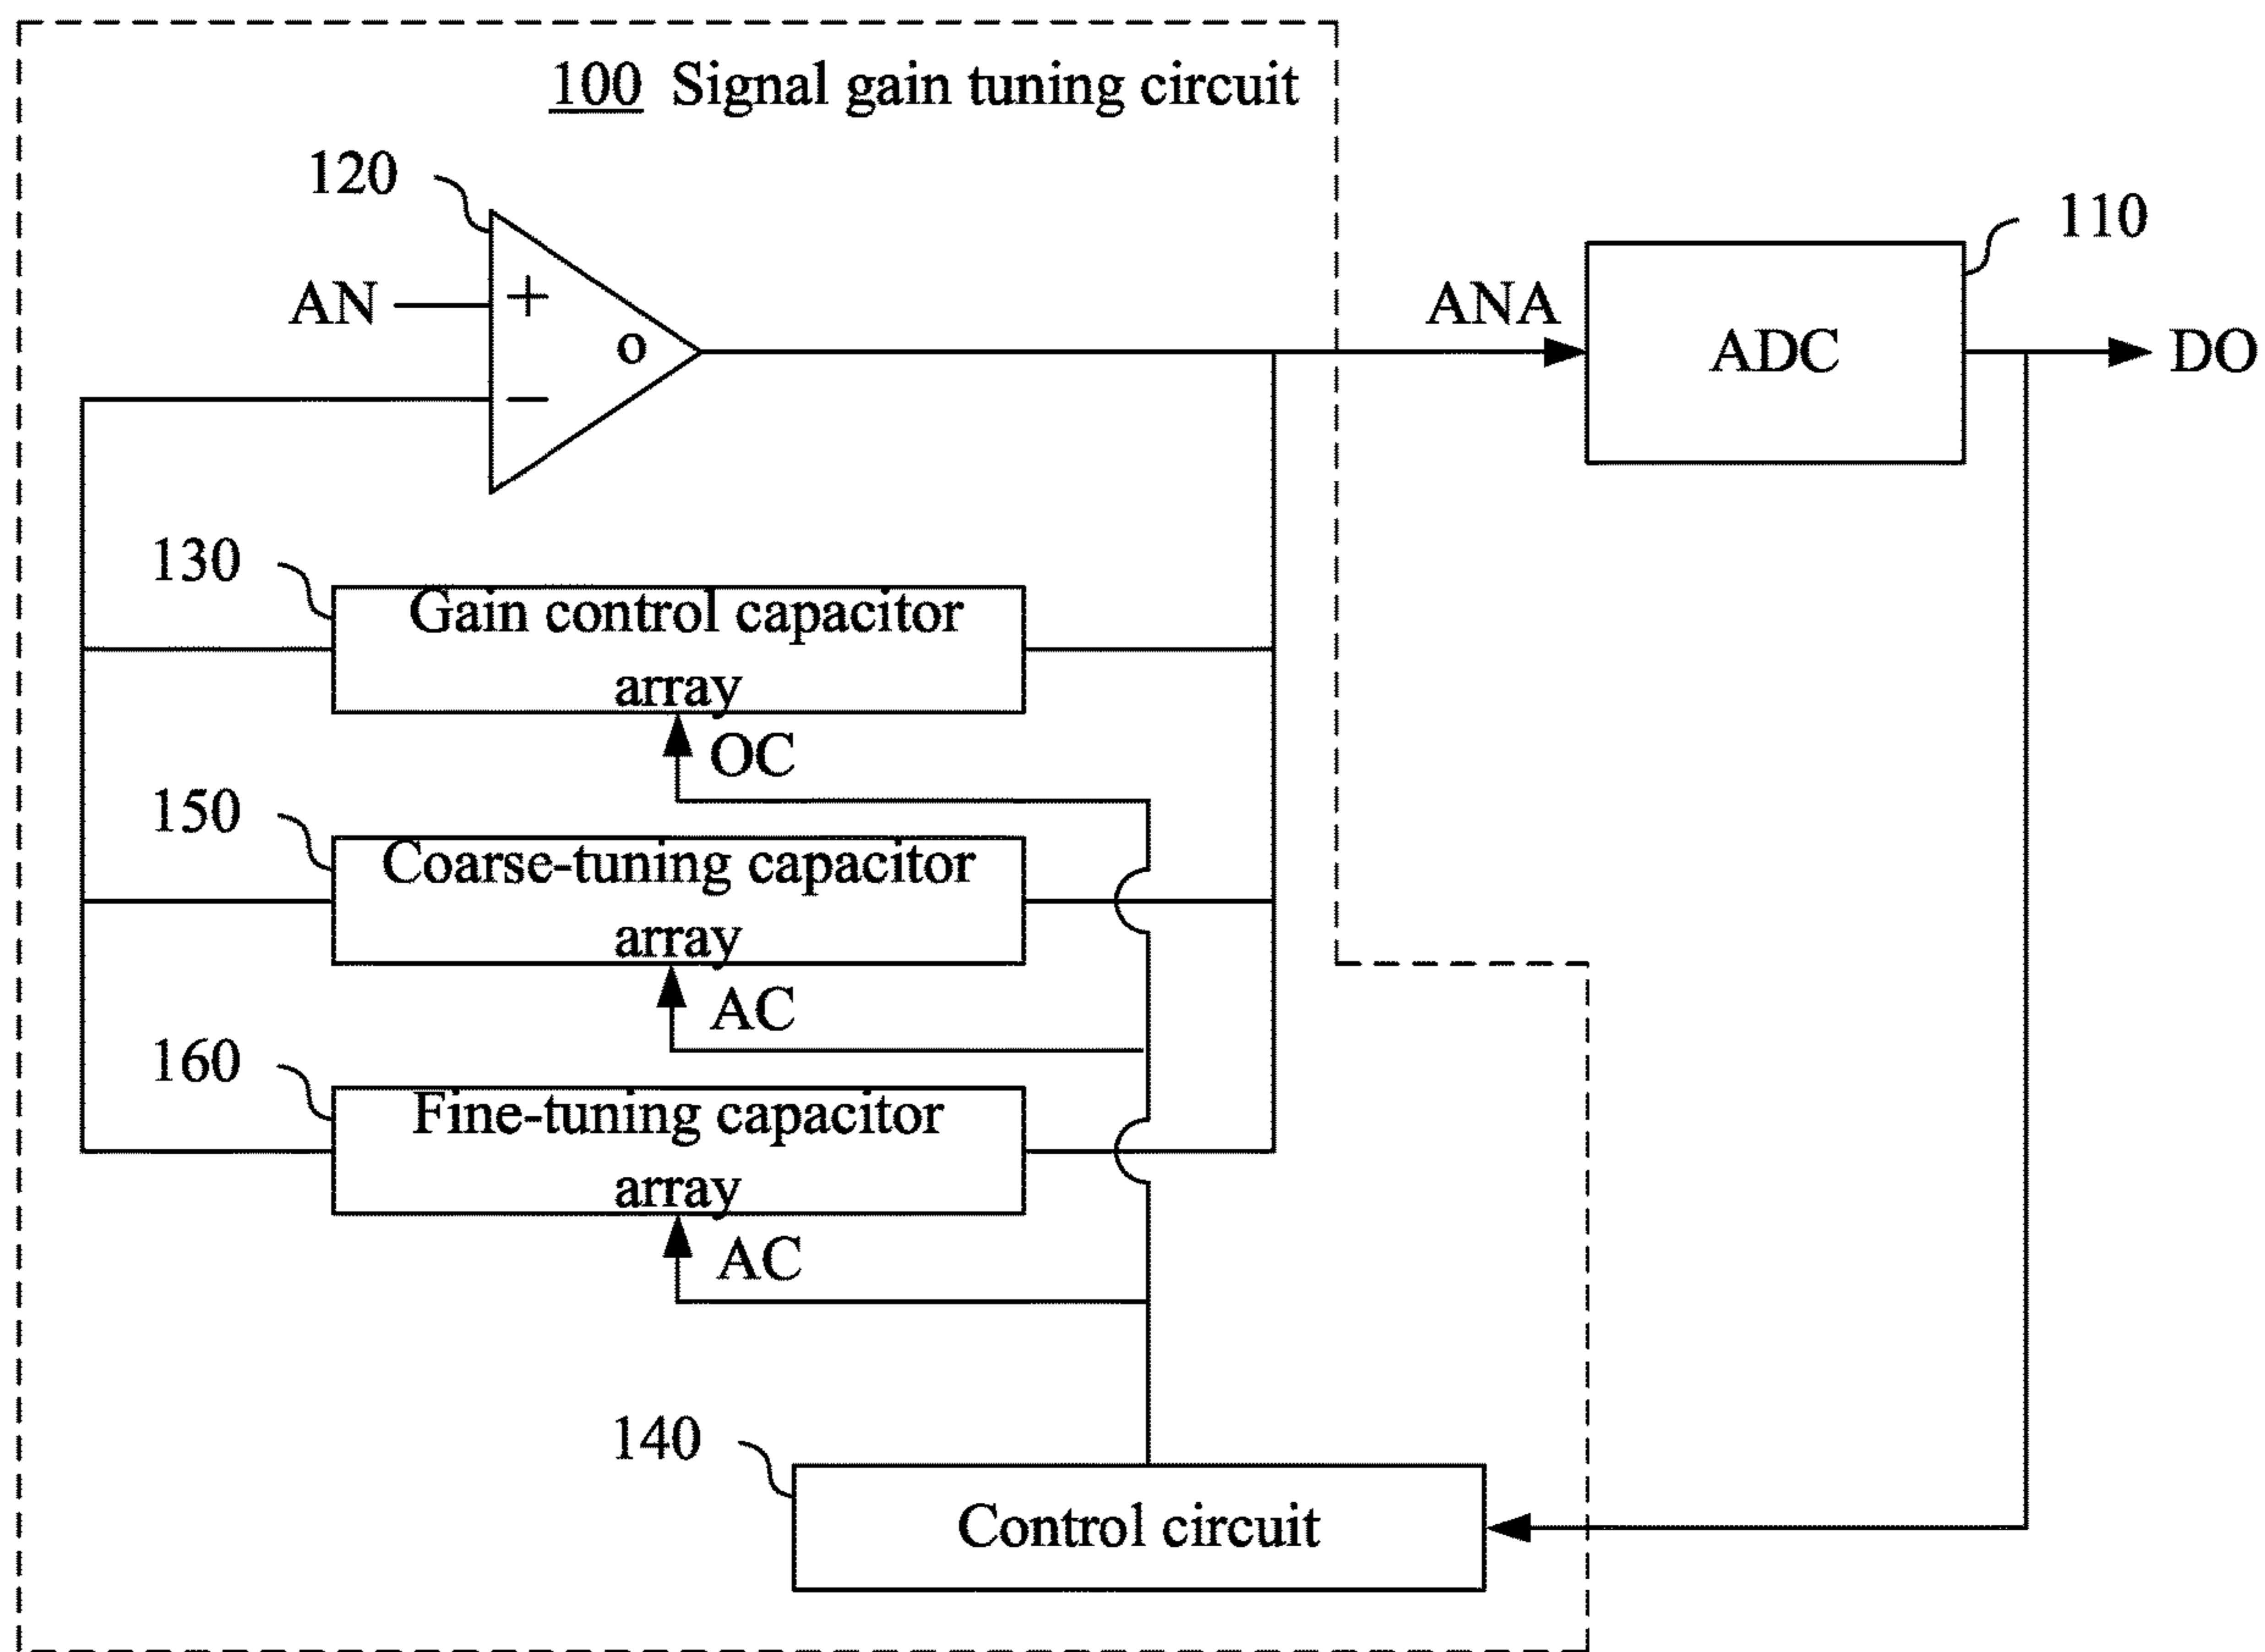 100 Signal gain tuning circuit
120
110
AN
+
o
−
ANA
ADC
DO
130
Gain control capacitor
array
OC
150
Coarse-tuning capacitor
array
AC
160
Fine-tuning capacitor
array
AC
140
Control circuit